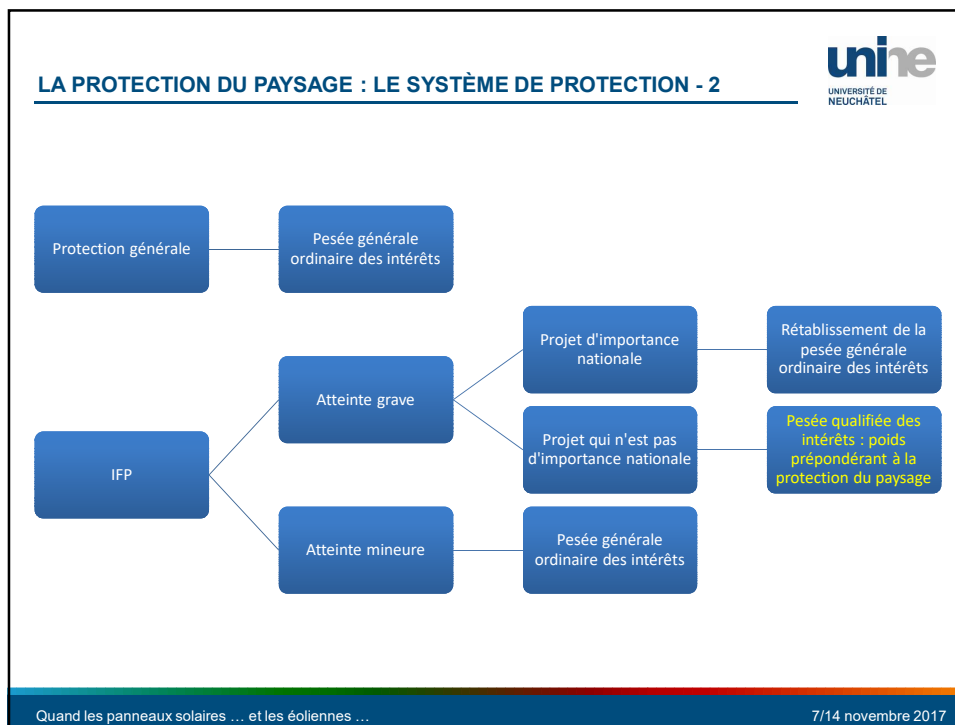 LA PROTECTION DU PAYSAGE : LE SYSTÈME DE PROTECTION - 2
unine
UNIVERSITÉ DE
NEUCHÂTEL
Protection générale
Pesée générale
ordinaire des intérêts
IFP
Atteinte grave
Projet d'importance
nationale
Rétablissement de la
pesée générale
ordinaire des intérêts
Projet qui n'est pas
d'importance nationale
Pesée qualifiée des
intérêts : poids
prépondérant à la
protection du paysage
Atteinte mineure
Pesée générale
ordinaire des intérêts
Quand les panneaux solaires … et les éoliennes …
7/14 novembre 2017